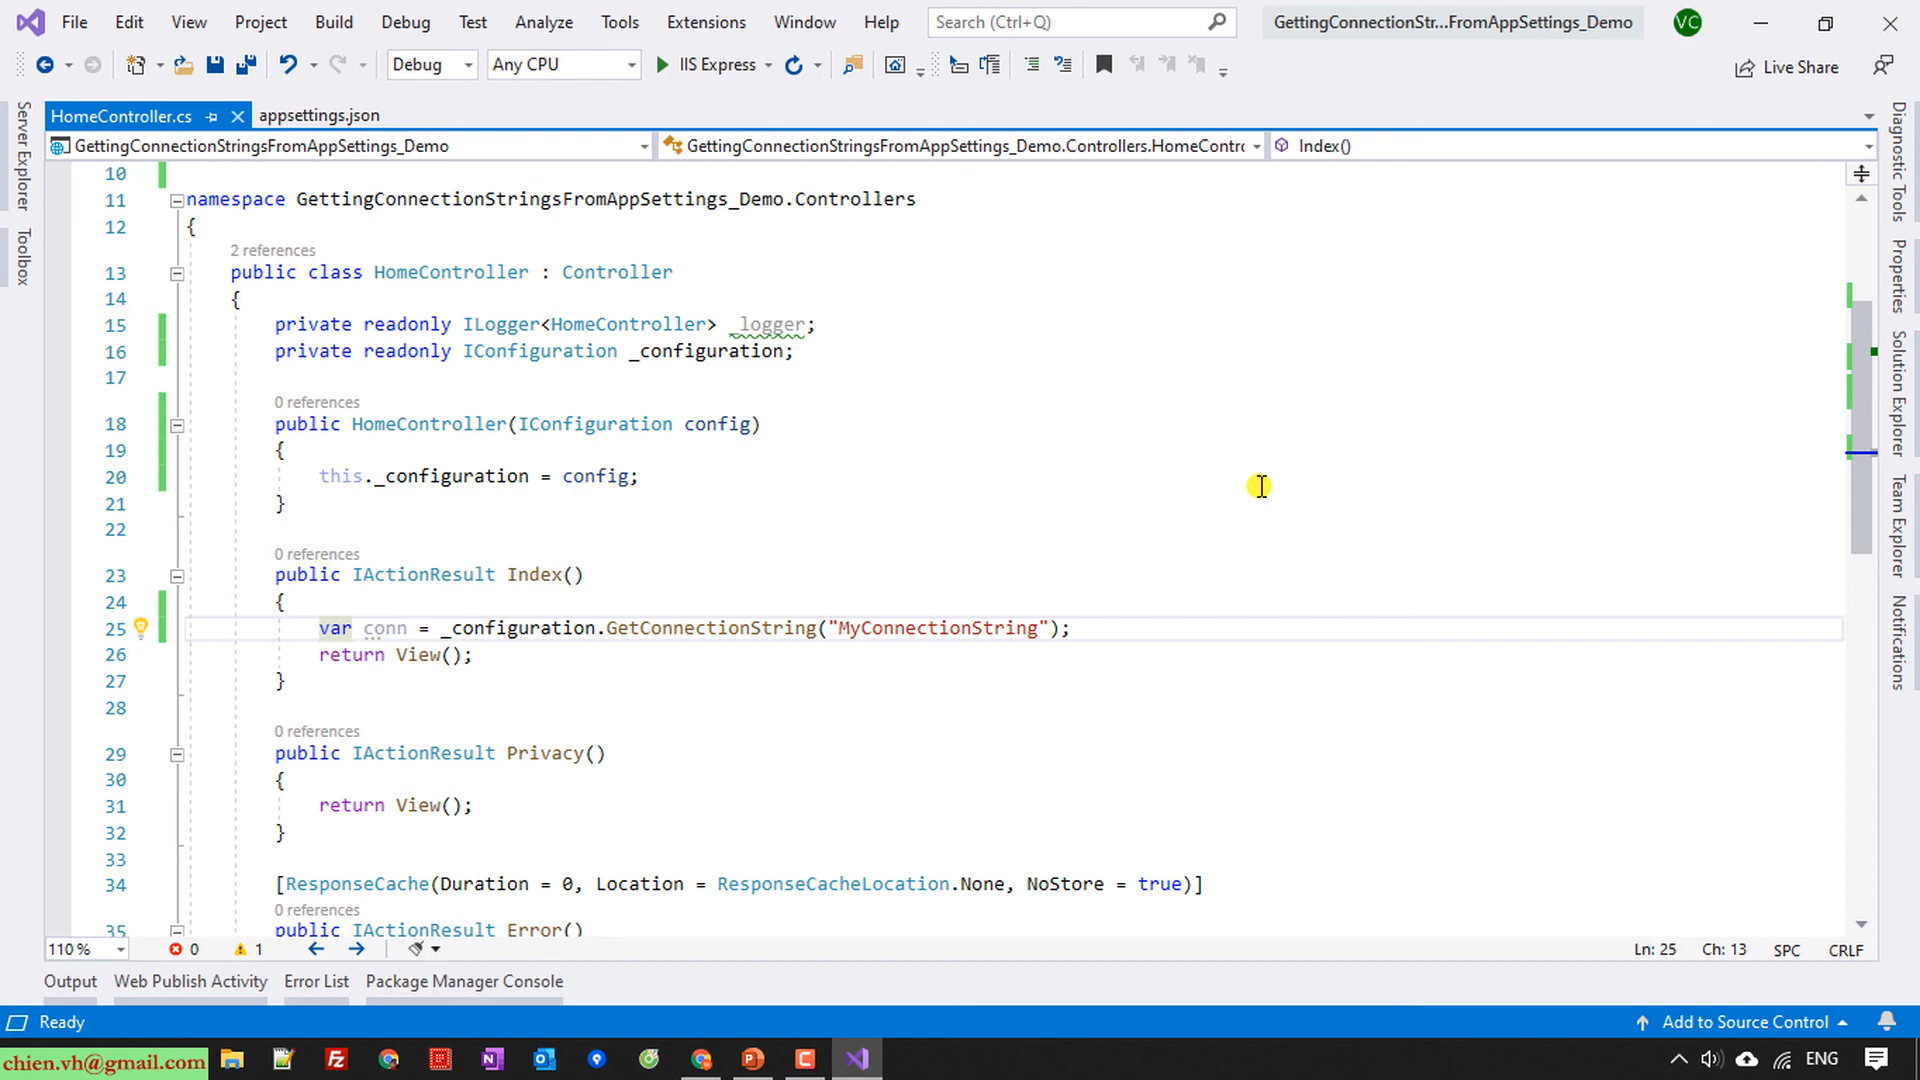 File Edit View Project Build Debug Test Analyze Tools Extensions Window Help Search (Ctrl+Q) GettingConnectionStr...FromAppSettings_Demo VC
Debug Any CPU IIS Express Live Share
HomeController.cs appsettings.json
GettingConnectionStringsFromAppSettings_Demo GettingConnectionStringsFromAppSettings_Demo.Controllers.HomeContro Index()
Server Explorer
Toolbox
10
11 namespace GettingConnectionStringsFromAppSettings_Demo.Controllers
12 {
2 references
13 public class HomeController : Controller
14 {
15 private readonly ILogger<HomeController> _logger;
16 private readonly IConfiguration _configuration;
17
0 references
18 public HomeController(IConfiguration config)
19 {
20 this._configuration = config;
21 }
22
0 references
23 public IActionResult Index()
24 {
25 var conn = _configuration.GetConnectionString("MyConnectionString");
26 return View();
27 }
28
0 references
29 public IActionResult Privacy()
30 {
31 return View();
32 }
33
34 [ResponseCache(Duration = 0, Location = ResponseCacheLocation.None, NoStore = true)]
0 references
35 public IActionResult Error()
Diagnostic Tools
Properties
Solution Explorer
Team Explorer
Notifications
110 % 0 1 Ln: 25 Ch: 13 SPC CRLF
Output Web Publish Activity Error List Package Manager Console
Ready Add to Source Control
chien.vh@gmail.com ENG